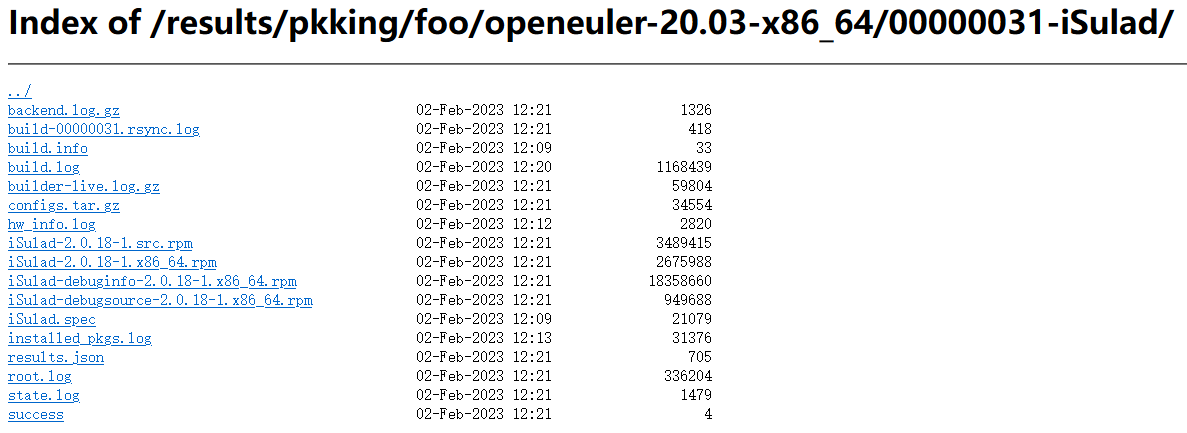 Index of /results/pkking/foo/openeuler-20.03-x86_64/00000031-iSulad/
../
backend.log.gz 02-Feb-2023 12:21 1326
build-00000031.rsync.log 02-Feb-2023 12:21 418
build.info 02-Feb-2023 12:09 33
build.log 02-Feb-2023 12:20 1168439
builder-live.log.gz 02-Feb-2023 12:21 59804
configs.tar.gz 02-Feb-2023 12:21 34554
hw_info.log 02-Feb-2023 12:12 2820
iSulad-2.0.18-1.src.rpm 02-Feb-2023 12:21 3489415
iSulad-2.0.18-1.x86_64.rpm 02-Feb-2023 12:21 2675988
iSulad-debuginfo-2.0.18-1.x86_64.rpm 02-Feb-2023 12:21 18358660
iSulad-debugsource-2.0.18-1.x86_64.rpm 02-Feb-2023 12:21 949688
iSulad.spec 02-Feb-2023 12:09 21079
installed_pkgs.log 02-Feb-2023 12:13 31376
results.json 02-Feb-2023 12:21 705
root.log 02-Feb-2023 12:21 336204
state.log 02-Feb-2023 12:21 1479
success 02-Feb-2023 12:21 4